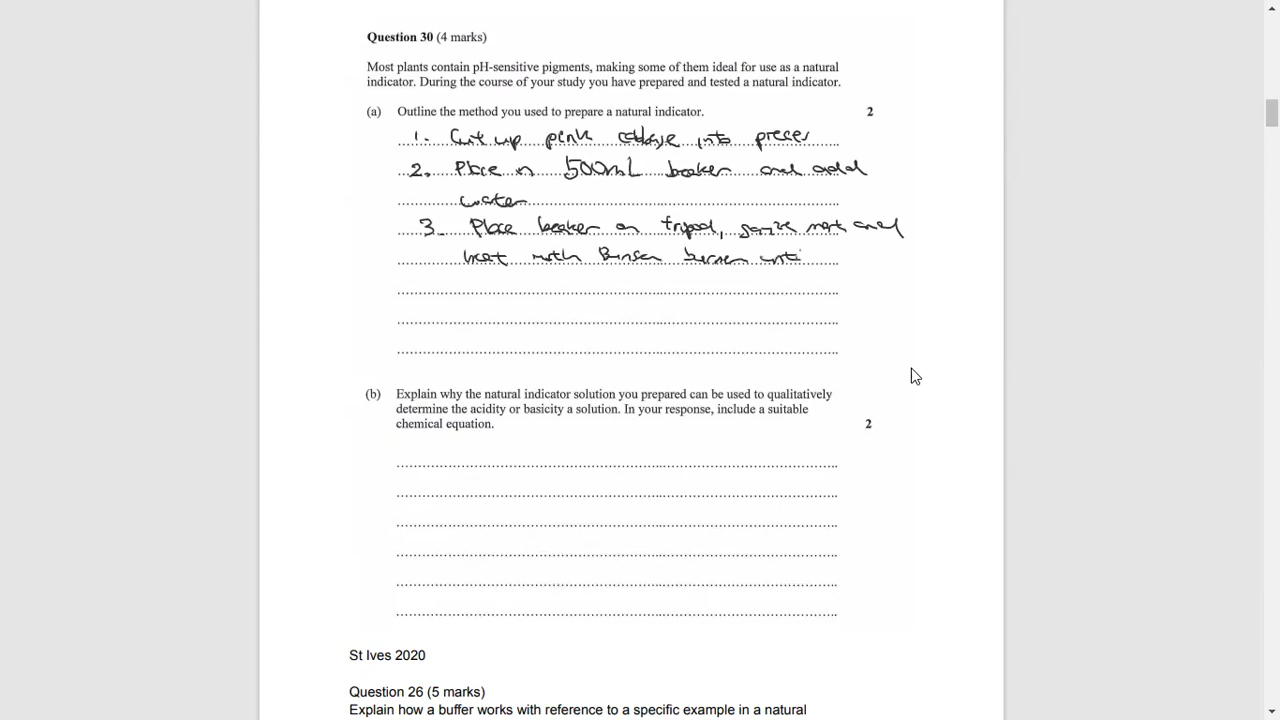 Question 30 (4 marks)
Most plants contain pH-sensitive pigments, making some of them ideal for use as a natural
indicator. During the course of your study you have prepared and tested a natural indicator.
(a) Outline the method you used to prepare a natural indicator. 2
1. Cut up pink cabbage into pieces
2. Place in 500mL beaker and add
water
3. Place beaker on tripod, gauze mat and
heat with Bunsen burner unti
(b) Explain why the natural indicator solution you prepared can be used to qualitatively
determine the acidity or basicity a solution. In your response, include a suitable
chemical equation. 2
St Ives 2020
Question 26 (5 marks)
Explain how a buffer works with reference to a specific example in a natural